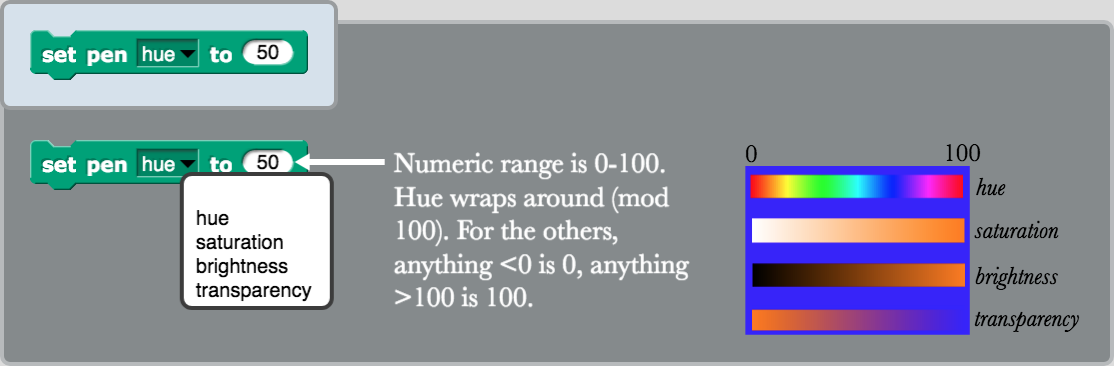 set pen hue to 50
set pen hue to 50
hue
saturation
brightness
transparency
Numeric range is 0-100.
Hue wraps around (mod
100). For the others,
anything <0 is 0, anything
>100 is 100.
0 100
hue
saturation
brightness
transparency